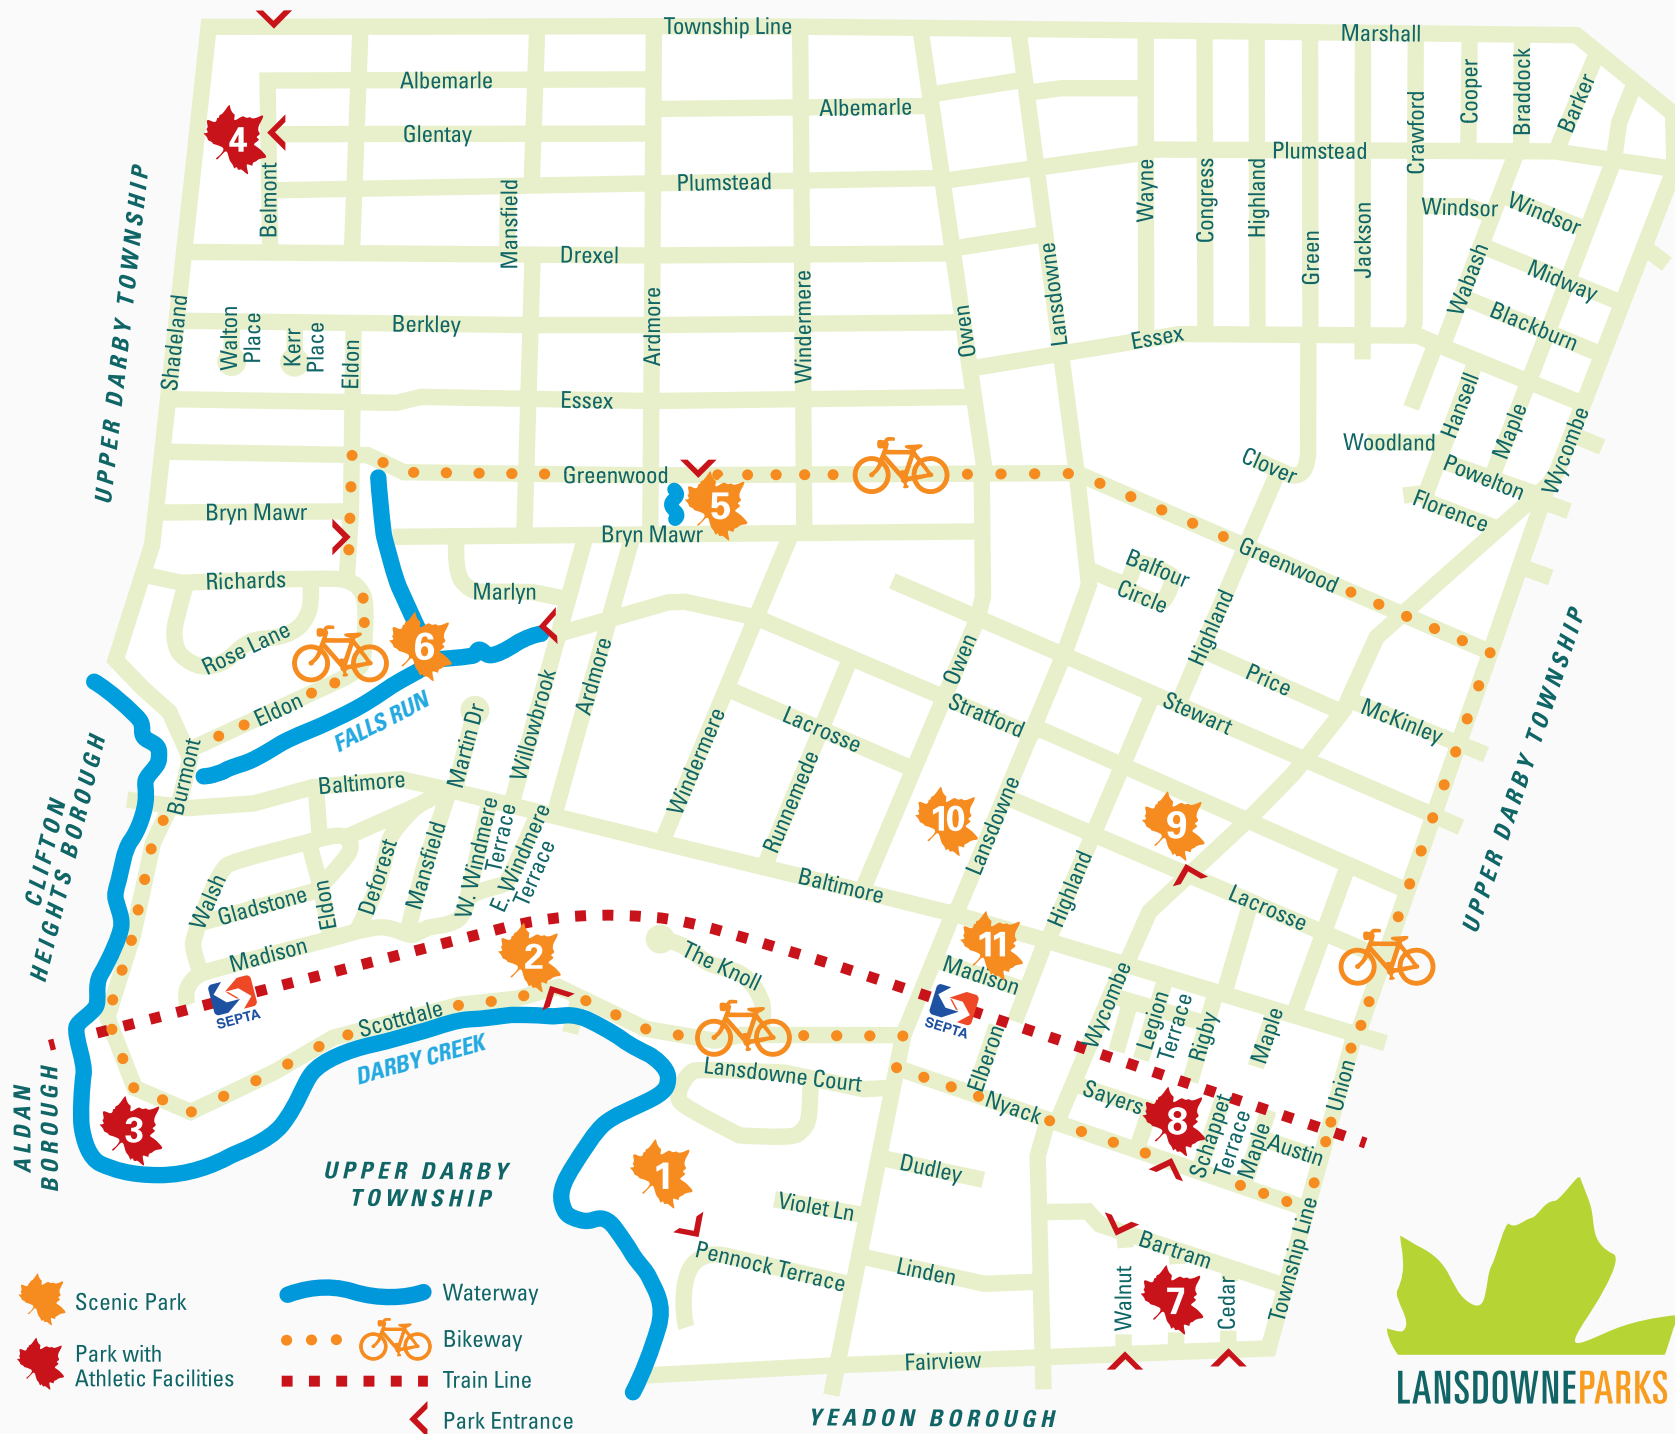 Township Line
Marshall
Albemarle
Albemarle
Cooper
Braddock
Barker
Crawford
4
Glentay
Plumstead
Plumstead
Belmont
Mansfield
Wayne
Congress
Highland
Green
Jackson
Windsor
Windsor
UPPER DARBY TOWNSHIP
Drexel
Midway
Wabash
Blackburn
Shadeland
Walton
Place
Kerr
Place
Eldon
Berkley
Ardmore
Windermere
Owen
Lansdowne
Essex
Essex
Hansell
Maple
Wycombe
Woodland
Powelton
Florence
Clover
Greenwood
5
Bryn Mawr
Bryn Mawr
Greenwood
Balfour
Circle
Richards
Marlyn
Rose Lane
6
Highland
Owen
Price
Stewart
McKinley
UPPER DARBY TOWNSHIP
Eldon
FALLS RUN
Martin Dr
Willowbrook
Ardmore
Windermere
Lacrosse
Stratford
Runnemede
Burmont
Baltimore
CLIFTON
HEIGHTS BOROUGH
10
9
Lansdowne
Walsh
Gladstone
Eldon
Deforest
Mansfield
W. Windmere
Terrace
E. Windmere
Terrace
Baltimore
Highland
Lacrosse
Madison
2
The Knoll
11
Madison
SEPTA
SEPTA
Scottdale
DARBY CREEK
Wycombe
Legion
Terrace
Rigby
Maple
Elberon
Lansdowne Court
Nyack
Sayers
8
Schappet
Terrace
Maple
Austin
Union
ALDAN
BOROUGH
3
UPPER DARBY
TOWNSHIP
1
Dudley
Violet Ln
Pennock Terrace
Linden
Bartram
Walnut
7
Cedar
Township Line
Fairview
YEADON BOROUGH
Scenic Park
Park with
Athletic Facilities
Waterway
Bikeway
Train Line
Park Entrance
LANSDOWNEPARKS